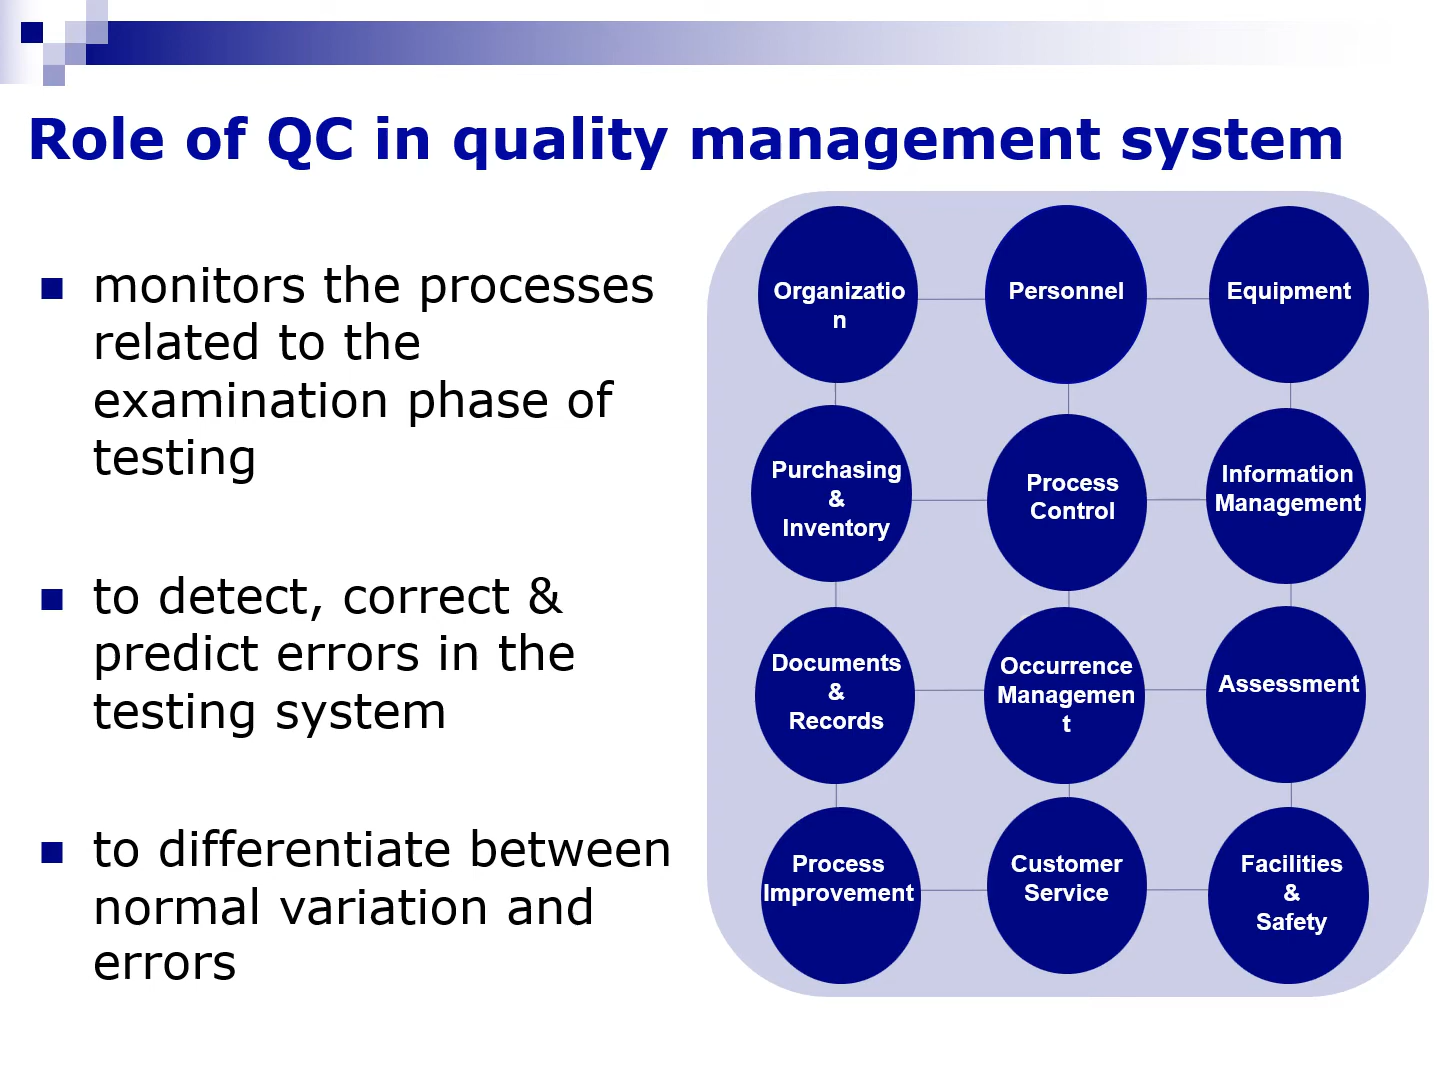 Role of QC in quality management system
monitors the processes
related to the
examination phase of
testing
to detect, correct &
predict errors in the
testing system
to differentiate between
normal variation and
errors
Organizatio
n
Personnel
Equipment
Purchasing
&
Inventory
Process
Control
Information
Management
Documents
&
Records
Occurrence
Managemen
t
Assessment
Process
Improvement
Customer
Service
Facilities
&
Safety